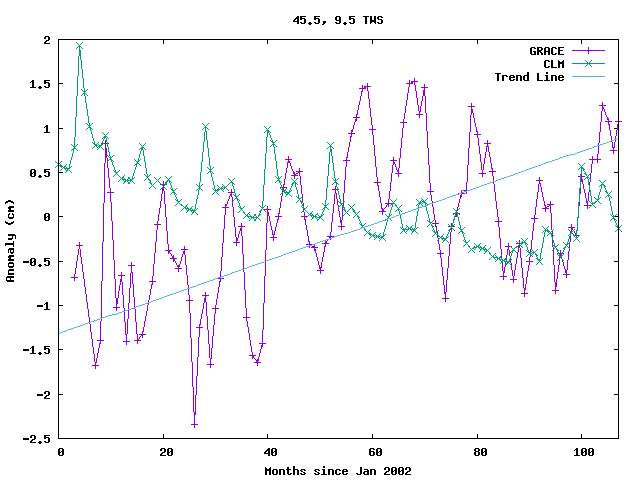 45.5, 9.5 TWS
GRACE
CLM
Trend Line
Anomaly (cm)
2
1.5
1
0.5
0
-0.5
-1
-1.5
-2
-2.5
0 20 40 60 80 100
Months since Jan 2002